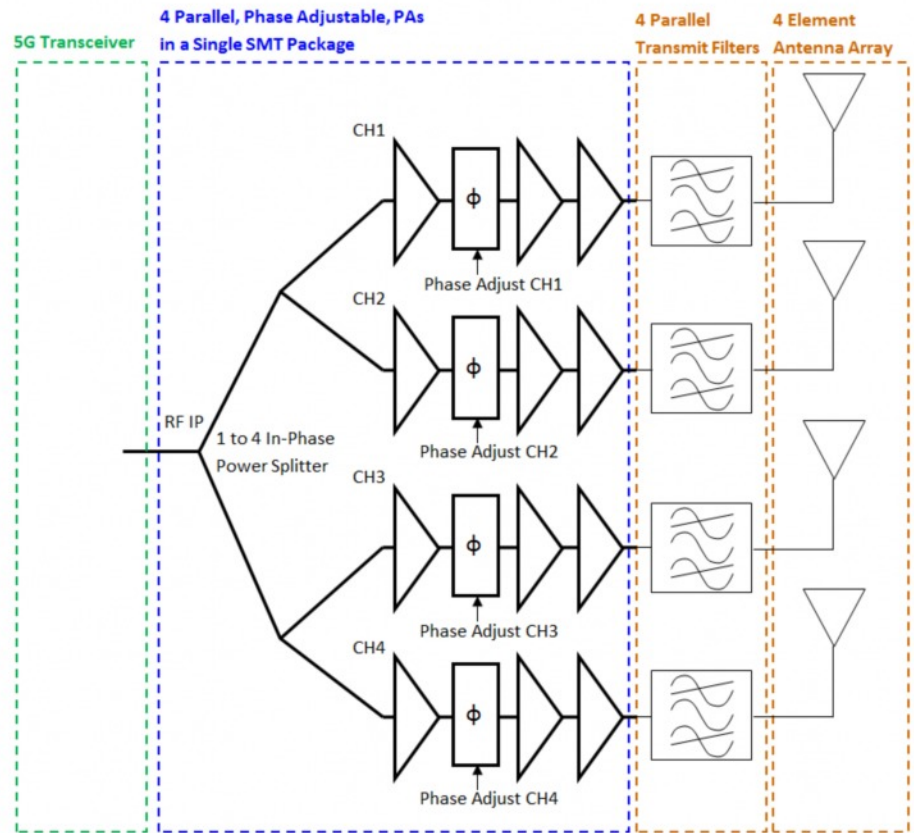 5G Transceiver
4 Parallel, Phase Adjustable, PAs
in a Single SMT Package
4 Parallel
Transmit Filters
4 Element
Antenna Array
CH1
ϕ
Phase Adjust CH1
CH2
ϕ
Phase Adjust CH2
RF IP
1 to 4 In-Phase
Power Splitter
CH3
ϕ
Phase Adjust CH3
CH4
ϕ
Phase Adjust CH4